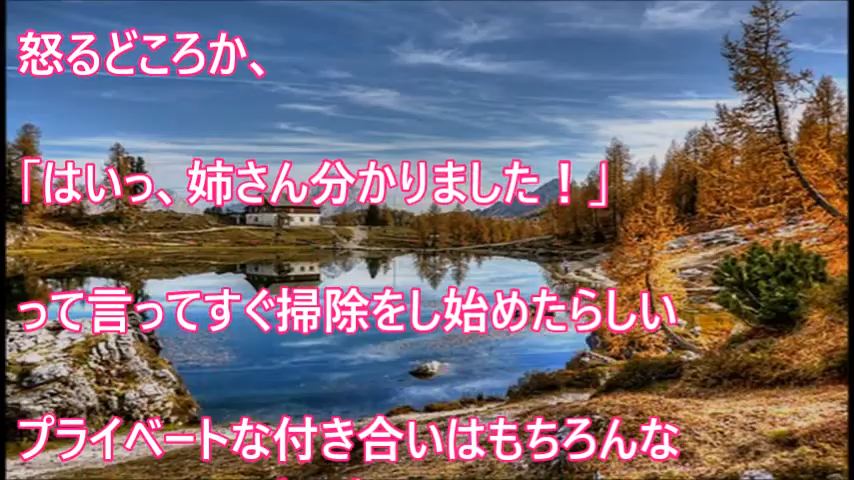 怒るどころか、
「はいっ、姉さん分かりました！」
って言ってすぐ掃除をし始めたらしい
プライベートな付き合いはもちろんな